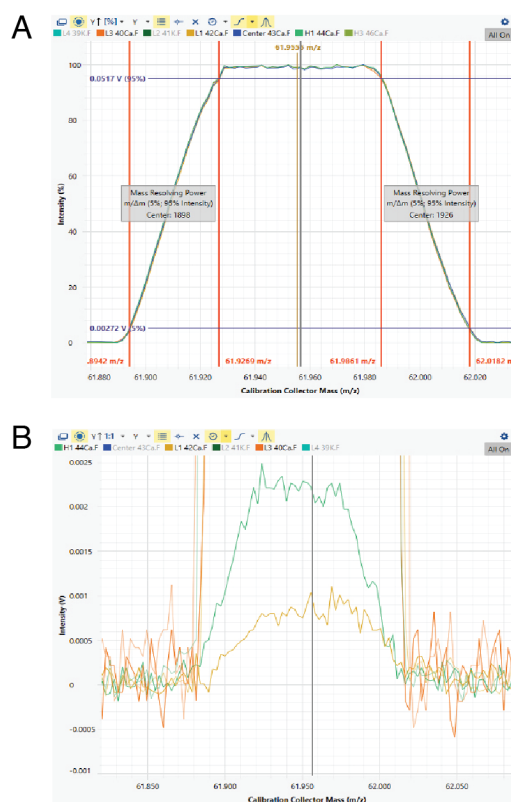 A
Y↑[%]
L4 39K.F L3 40Ca.F L2 41K.F L1 42Ca.F Center 43Ca.F H1 44Ca.F H3 46Ca.F All On
m/z
100
0.0517 V (95%)
80
Intensity (%)
60
Mass Resolving Power
m/Δm (5%; 95% Intensity)
Center: 1898
Mass Resolving Power
m/Δm (5%; 95% Intensity)
Center: 1926
40
20
0.00272 V (5%)
0
.8942 m/z 61.9269 m/z 61.9861 m/z 62.0182 m/
61.880 61.900 61.920 61.940 61.960 61.980 62.000 62.020
Calibration Collector Mass (m/z)
B
Y↑1:1
H1 44Ca.F Center 43Ca.F L1 42Ca.F L2 41K.F L3 40Ca.F L4 39K.F
All On
0.0025
0.002
0.0015
0.001
Intensity (V)
0.0005
0
-0.0005
-0.001
61.850 61.900 61.950 62.000 62.050
Calibration Collector Mass (m/z)